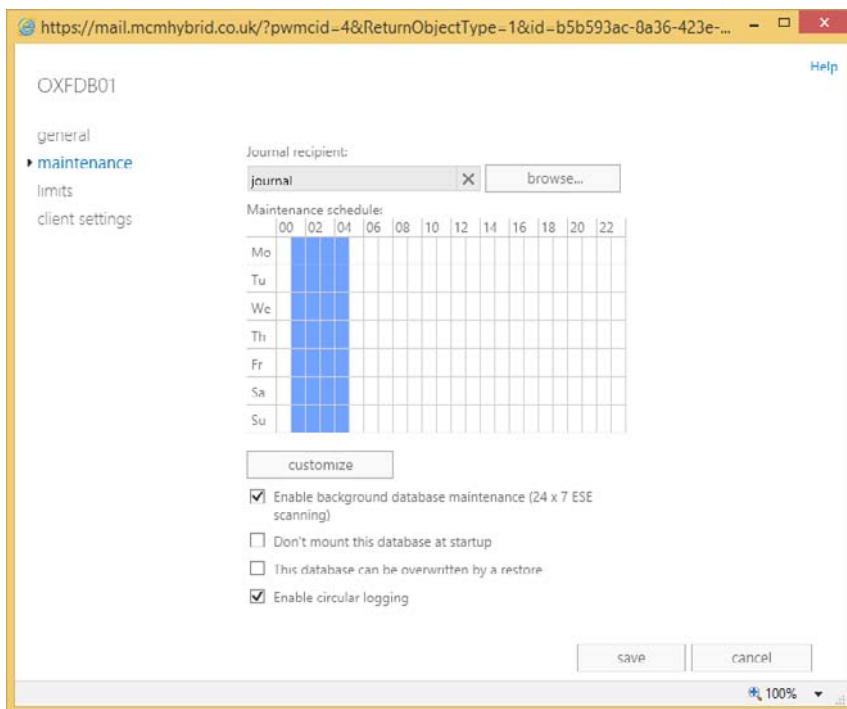 https://mail.mcmhybrid.co.uk/?pwmcid=4&ReturnObjectType=1&id=b5b593ac-8a36-423e-...
Help
OXFDB01
general
maintenance
limits
client settings
Journal recipient:
journal
browse...
Maintenance schedule:
00 02 04 06 08 10 12 14 16 18 20 22
Mo
Tu
We
Th
Fr
Sa
Su
customize
Enable background database maintenance (24 x 7 ESE
scanning)
Don't mount this database at startup
This database can be overwritten by a restore
Enable circular logging
save cancel
100%